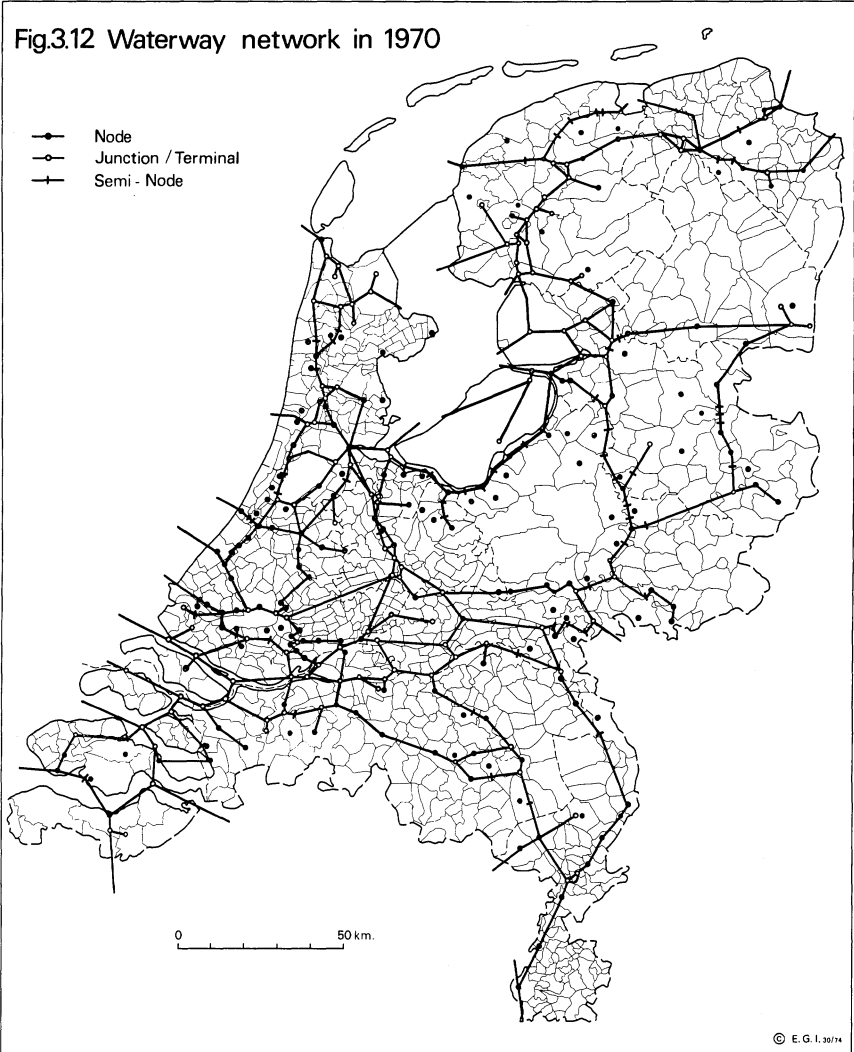 Fig.3.12 Waterway network in 1970
Node
Junction / Terminal
Semi - Node
0 50 km.
© E. G. I. 30/74